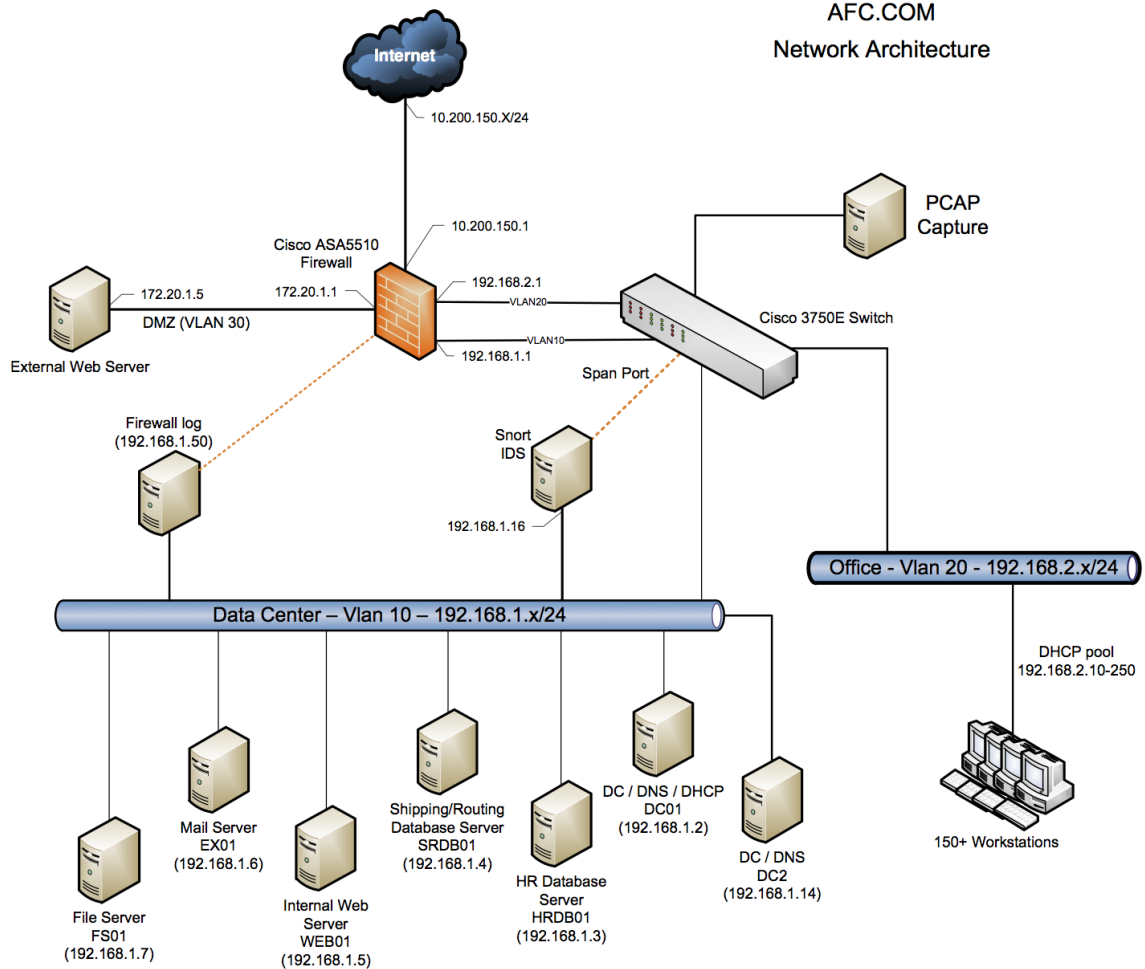 AFC.COM
Network Architecture
Internet
10.200.150.X/24
PCAP
Capture
10.200.150.1
Cisco ASA5510
Firewall
192.168.2.1
172.20.1.5
172.20.1.1
VLAN20
DMZ (VLAN 30)
Cisco 3750E Switch
VLAN10
192.168.1.1
External Web Server
Span Port
Firewall log
(192.168.1.50)
Snort
IDS
192.168.1.16
Office - Vlan 20 - 192.168.2.x/24
Data Center – Vlan 10 – 192.168.1.x/24
DHCP pool
192.168.2.10-250
File Server
FS01
(192.168.1.7)
Mail Server
EX01
(192.168.1.6)
Internal Web
Server
WEB01
(192.168.1.5)
Shipping/Routing
Database Server
SRDB01
(192.168.1.4)
HR Database
Server
HRDB01
(192.168.1.3)
DC / DNS / DHCP
DC01
(192.168.1.2)
DC / DNS
DC2
(192.168.1.14)
150+ Workstations